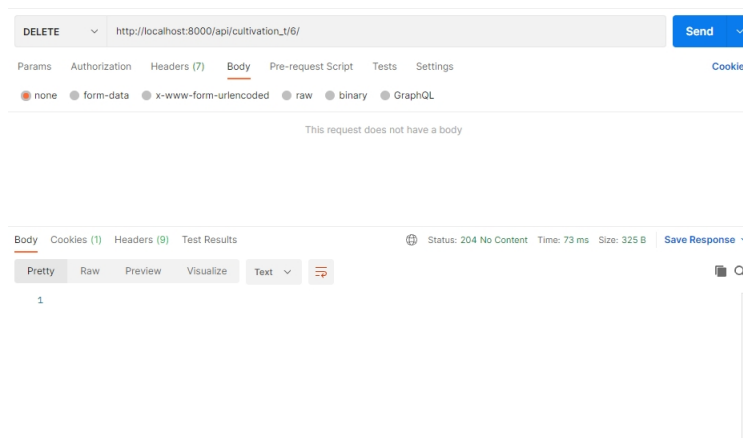 DELETE http://localhost:8000/api/cultivation_t/6/ Send
Params Authorization Headers (7) Body Pre-request Script Tests Settings Cookie
none form-data x-www-form-urlencoded raw binary GraphQL
This request does not have a body
Body Cookies (1) Headers (9) Test Results Status: 204 No Content Time: 73 ms Size: 325 B Save Response
Pretty Raw Preview Visualize Text
1